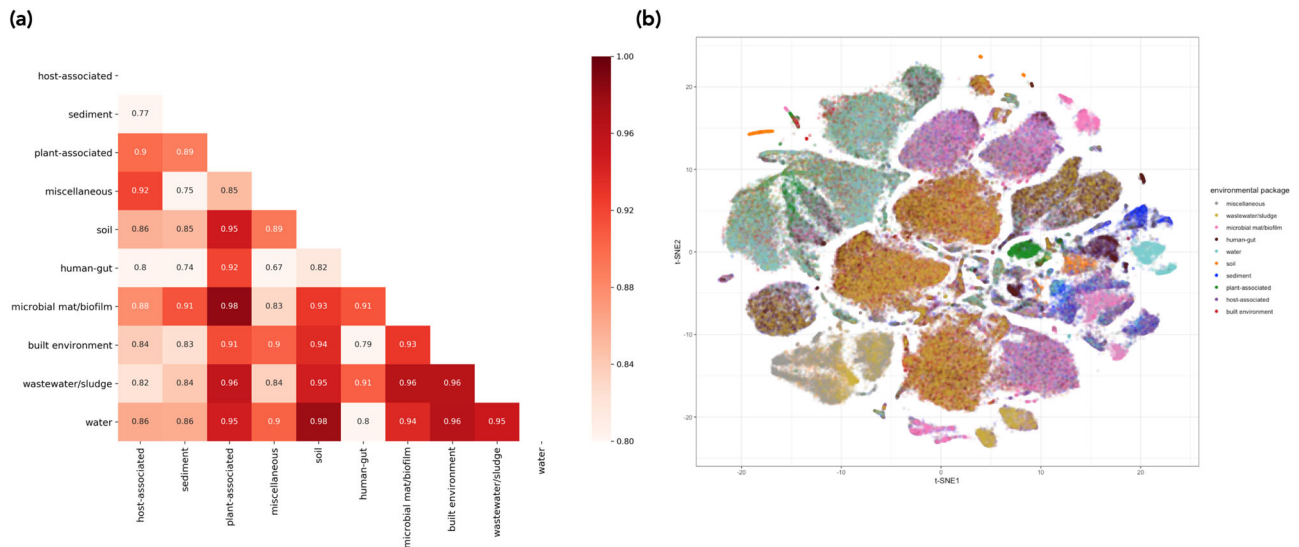 (a)
host-associated
sediment
0.77
plant-associated
0.9 0.89
miscellaneous
0.92 0.75 0.85
soil
0.86 0.85 0.95 0.89
human-gut
0.8 0.74 0.92 0.67 0.82
microbial mat/biofilm
0.88 0.91 0.98 0.83 0.93 0.91
built environment
0.84 0.83 0.91 0.9 0.94 0.79 0.93
wastewater/sludge
0.82 0.84 0.96 0.84 0.95 0.91 0.96 0.96
water
0.86 0.86 0.95 0.9 0.98 0.8 0.94 0.96 0.95
host-associated
sediment
plant-associated
miscellaneous
soil
human-gut
microbial mat/biofilm
built environment
wastewater/sludge
water
1.00
0.96
0.92
0.88
0.84
0.80
(b)
t-SNE2
20
10
0
-10
-20
-20 -10 0 10 20
t-SNE1
environmental package
miscellaneous
wastewater/sludge
microbial mat/biofilm
human-gut
water
soil
sediment
plant-associated
host-associated
built environment